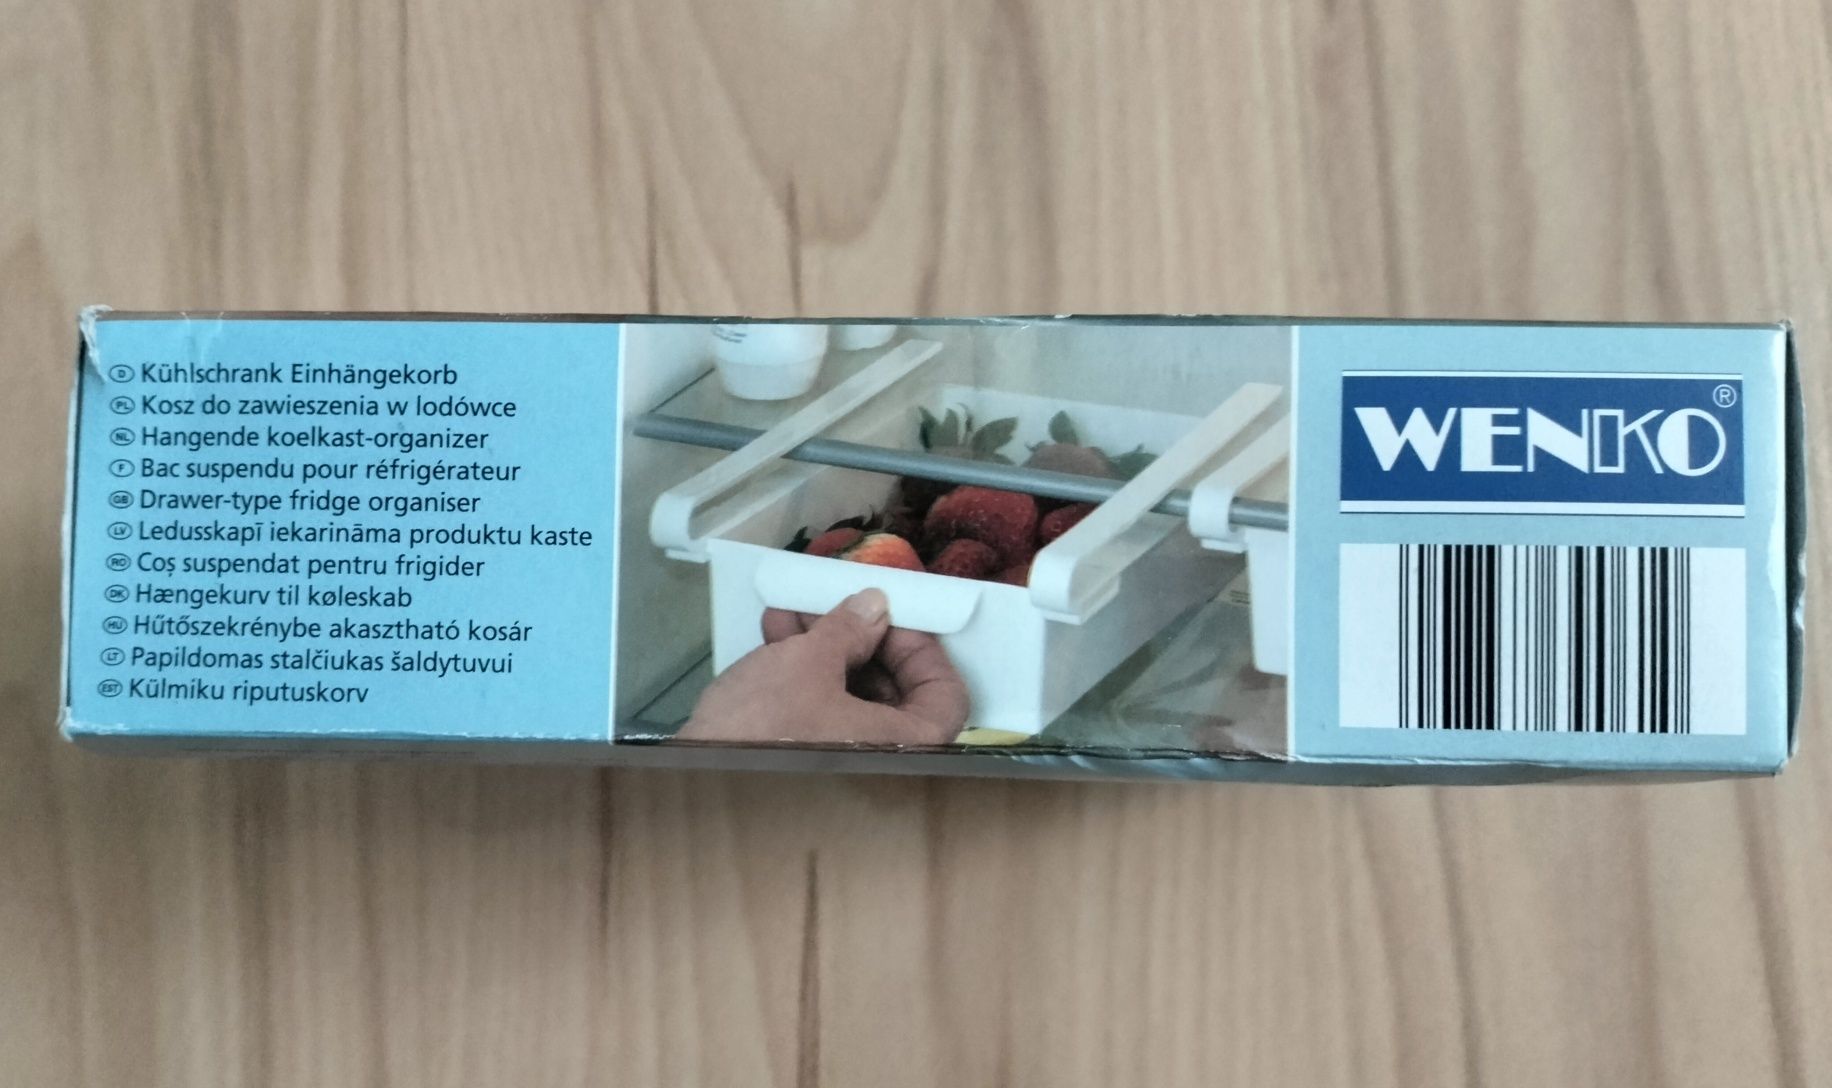 D Kühlschrank Einhängekorb
PL Kosz do zawieszenia w lodówce
NL Hangende koelkast-organizer
F Bac suspendu pour réfrigérateur
GB Drawer-type fridge organiser
LV Ledusskapī iekarināma produktu kaste
RO Coș suspendat pentru frigider
DK Hængekurv til køleskab
HU Hűtőszekrénybe akasztható kosár
LT Papildomas stalčiukas šaldytuvui
EST Külmiku riputuskorv
WENKO®